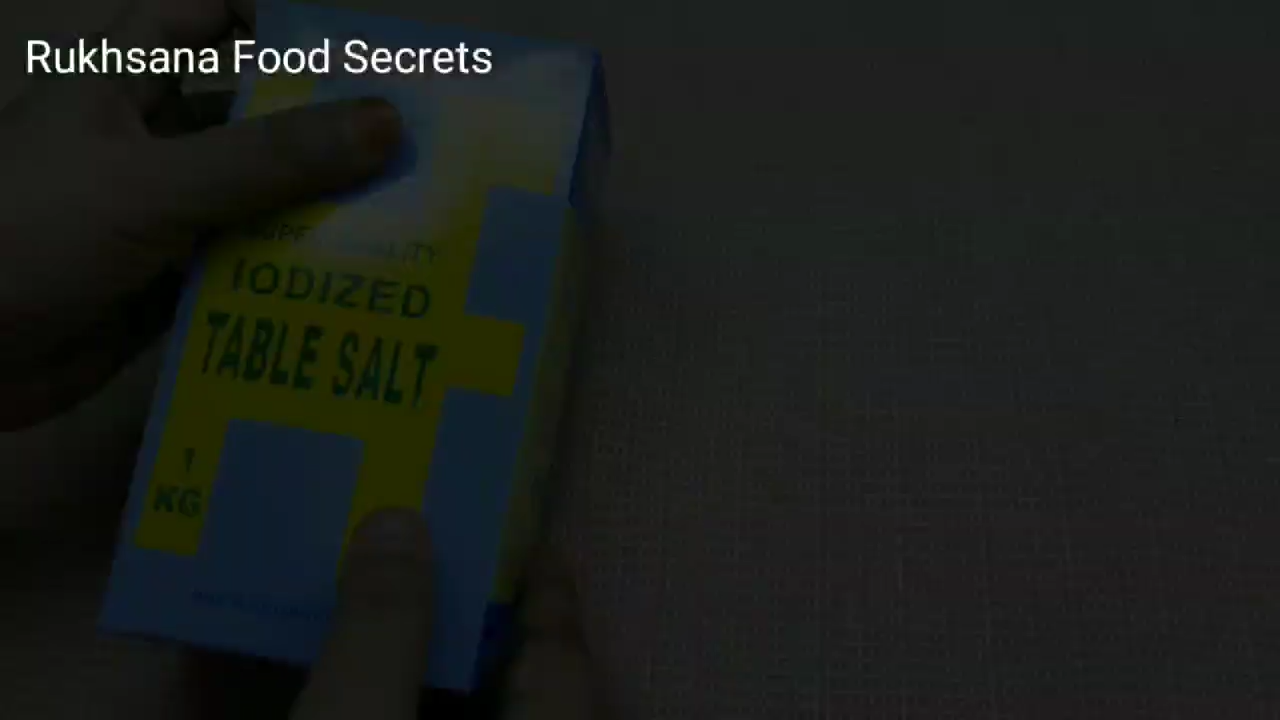 Rukhsana Food Secrets
IODIZED
TABLE SALT
1
KG